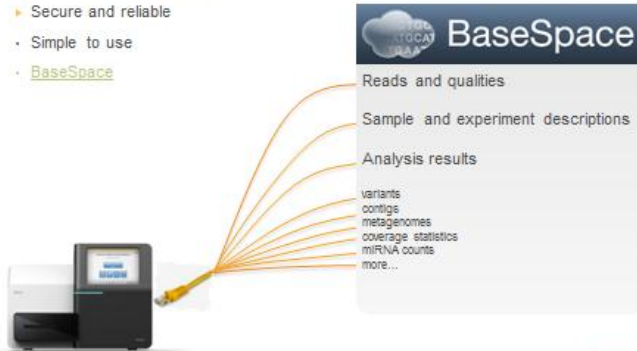 Secure and reliable
Simple to use
BaseSpace
BaseSpace
Reads and qualities
Sample and experiment descriptions
Analysis results
variants
contigs
metagenomes
coverage statistics
miRNA counts
more...